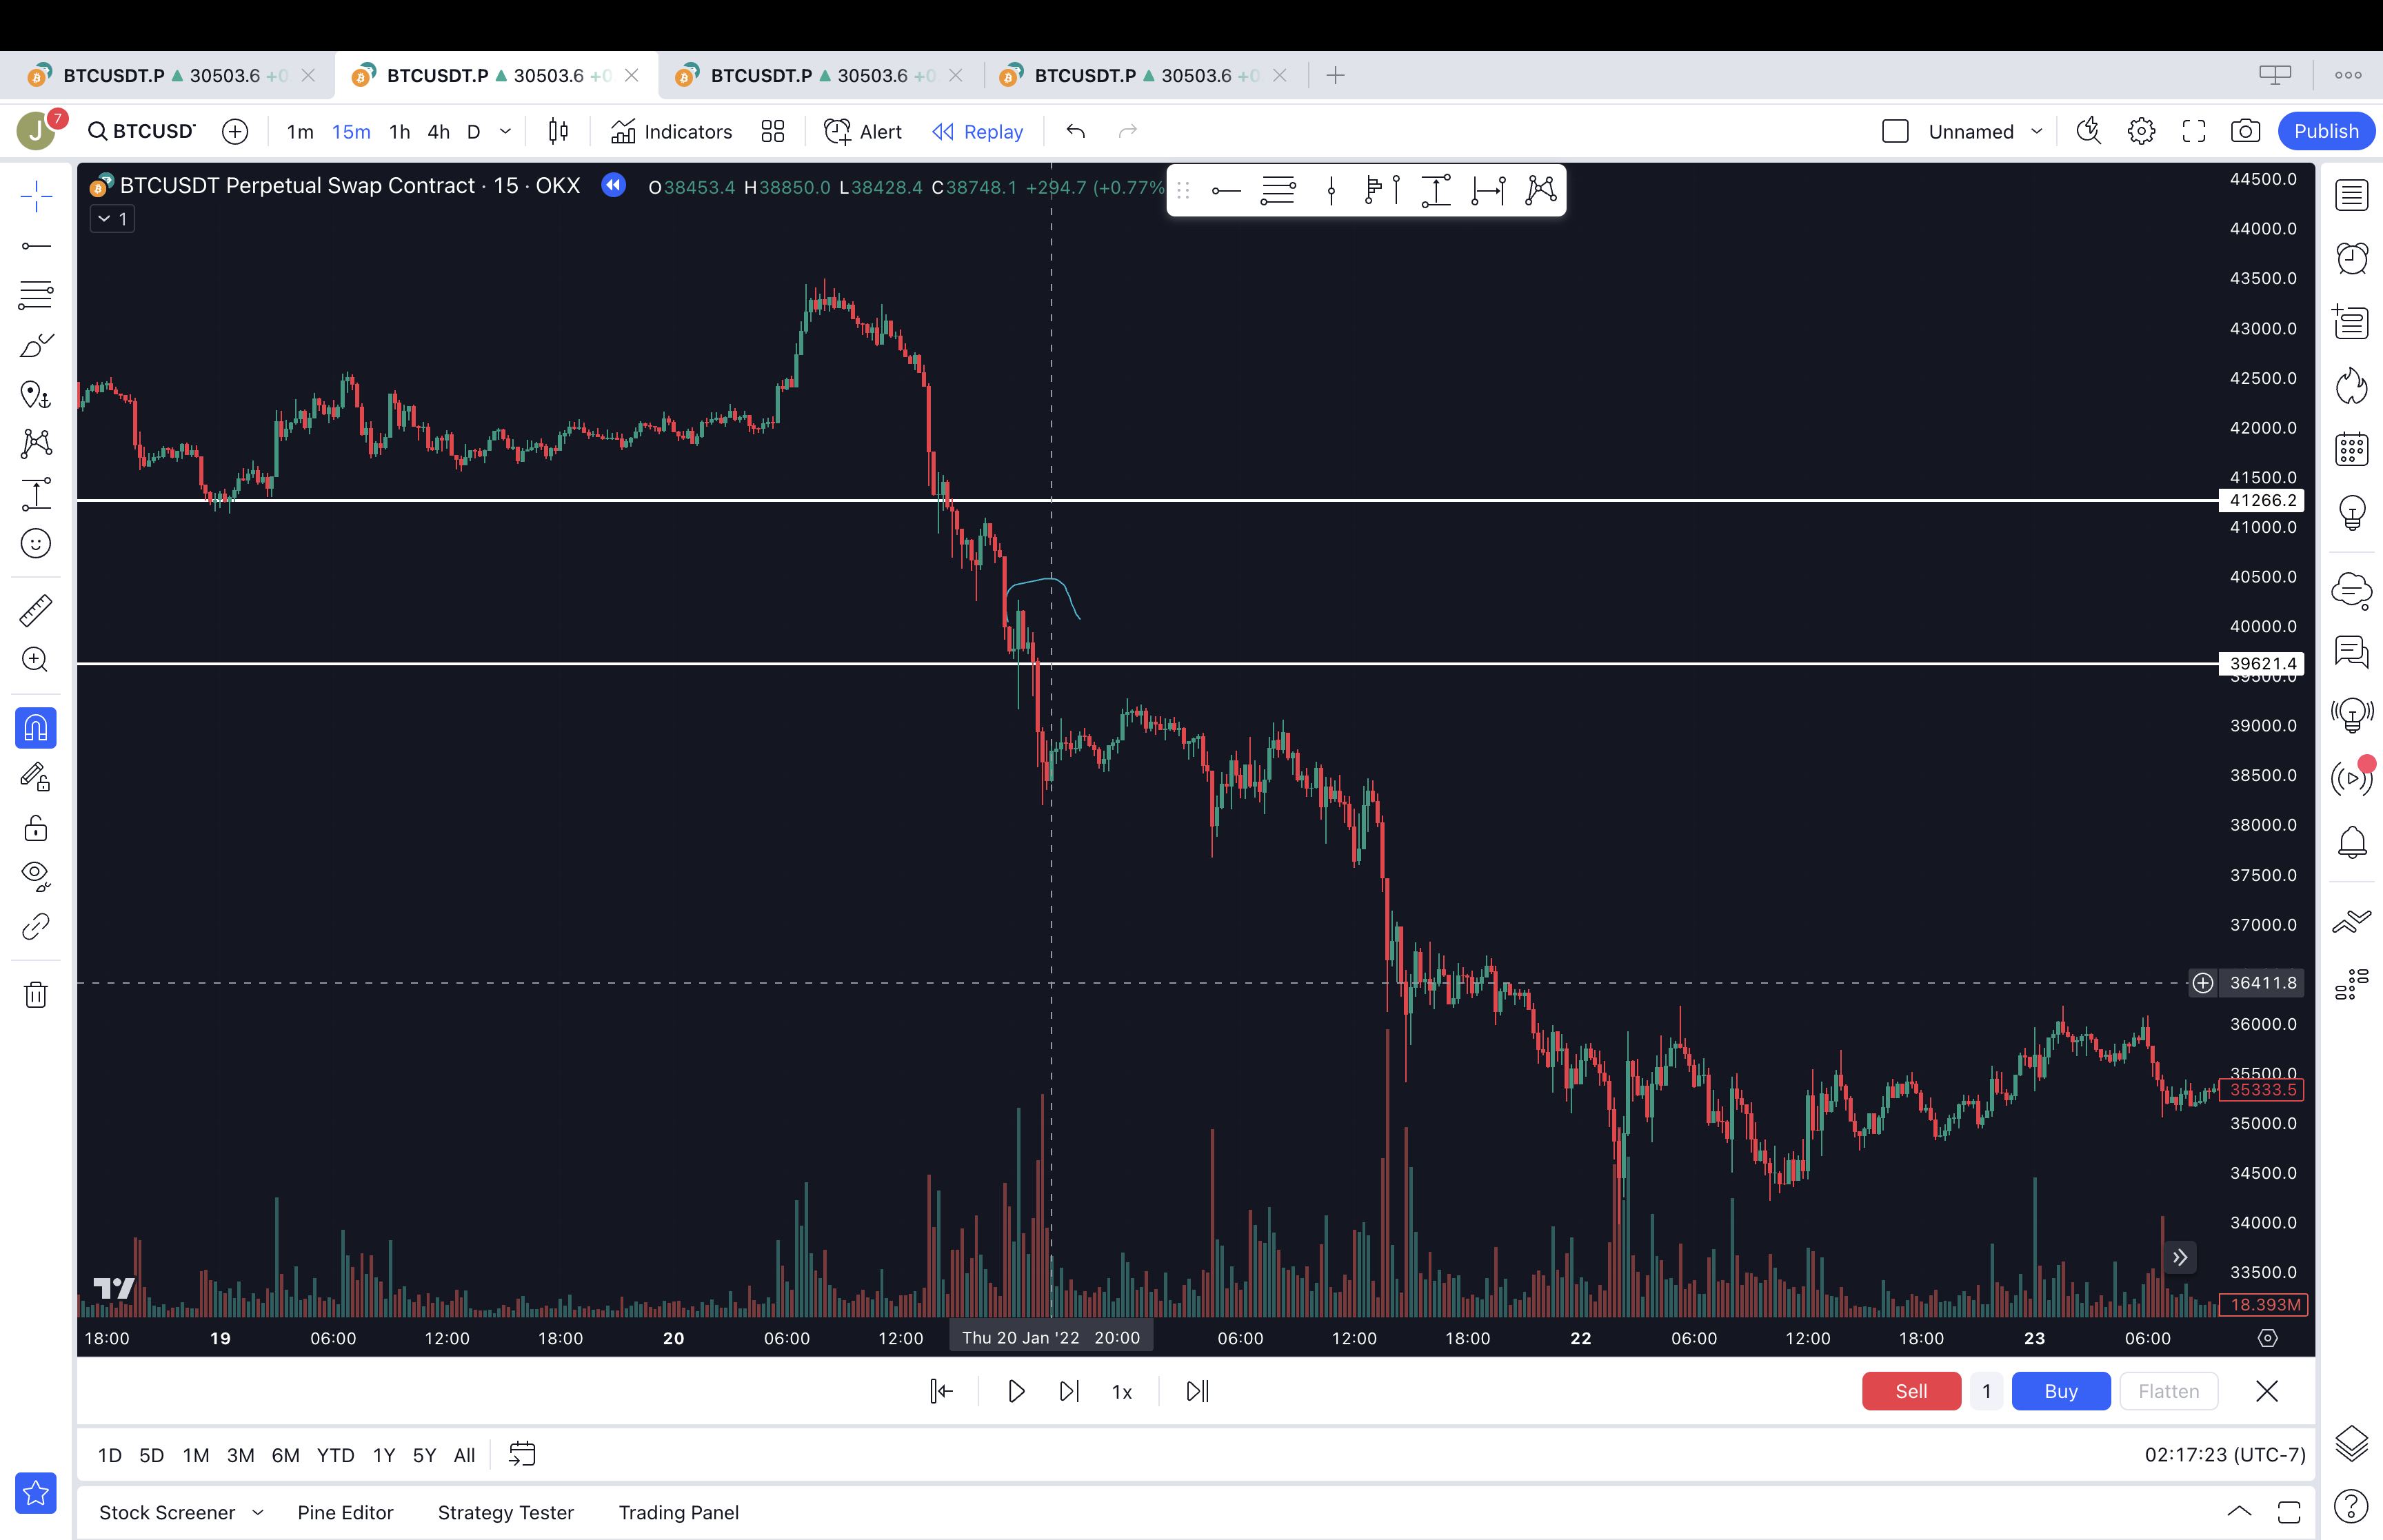 BTCUSDT.P ▲ 30503.6 +0
BTCUSDT.P ▲ 30503.6 +0
BTCUSDT.P ▲ 30503.6 +0
BTCUSDT.P ▲ 30503.6 +0
J 7 BTCUSD 1m 15m 1h 4h D Indicators Alert Replay Unnamed Publish
BTCUSDT Perpetual Swap Contract · 15 · OKX O38453.4 H38850.0 L38428.4 C38748.1 +294.7 (+0.77%
1
44500.0
44000.0
43500.0
43000.0
42500.0
42000.0
41500.0
41266.2
41000.0
40500.0
40000.0
39621.4
39500.0
39000.0
38500.0
38000.0
37500.0
37000.0
36411.8
36000.0
35500.0
35333.5
35000.0
34500.0
34000.0
33500.0
18.393M
18:00 19 06:00 12:00 18:00 20 06:00 12:00 Thu 20 Jan '22 20:00 06:00 12:00 18:00 22 06:00 12:00 18:00 23 06:00
1x Sell 1 Buy Flatten
1D 5D 1M 3M 6M YTD 1Y 5Y All 02:17:23 (UTC-7)
Stock Screener Pine Editor Strategy Tester Trading Panel